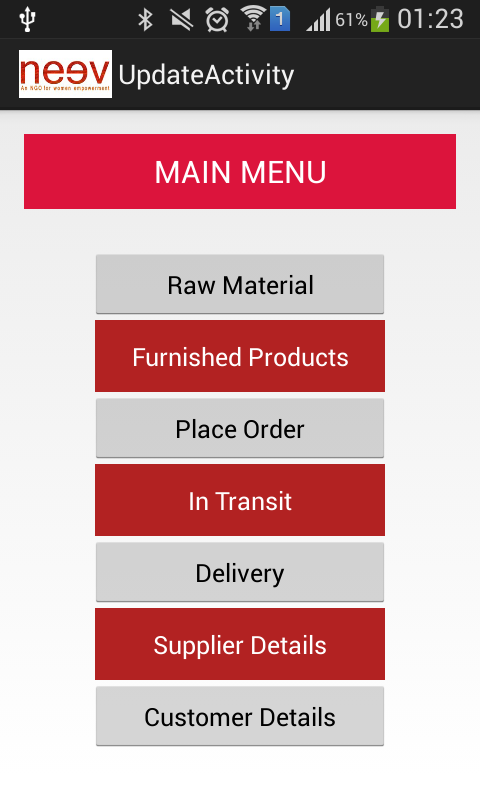 1 61% 01:23
neev UpdateActivity
An NGO for women empowerment
MAIN MENU
Raw Material
Furnished Products
Place Order
In Transit
Delivery
Supplier Details
Customer Details